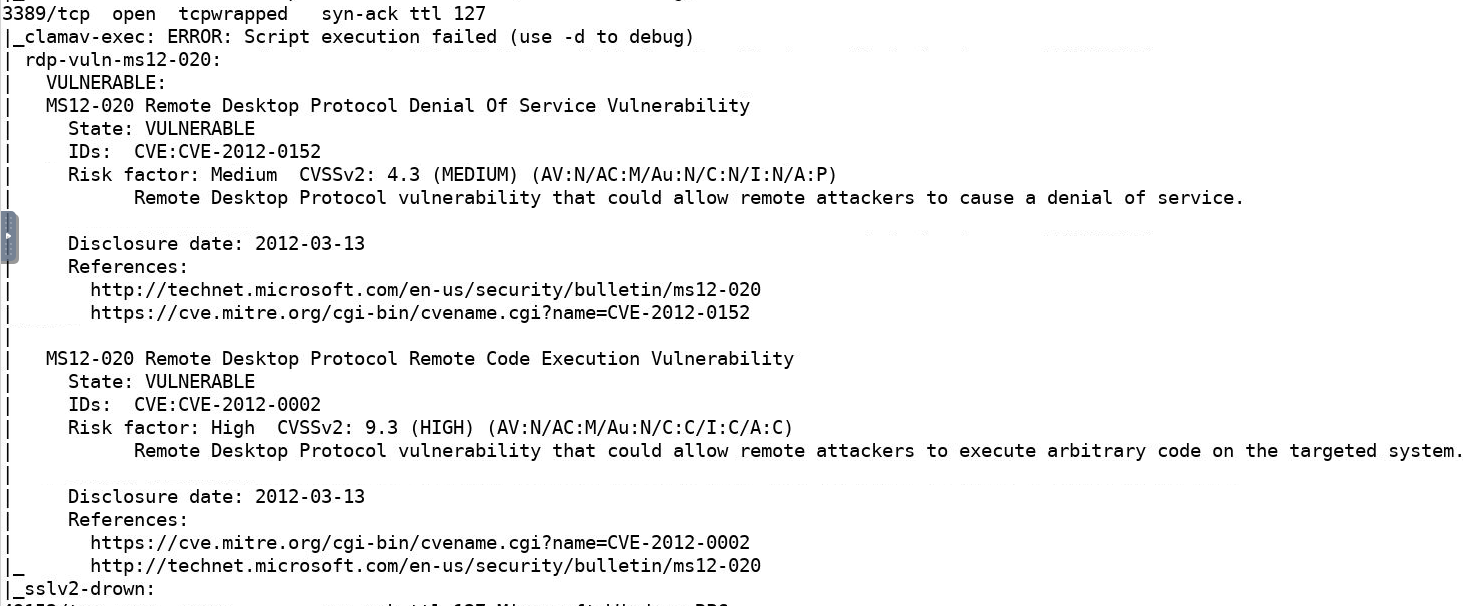 3389/tcp  open  tcpwrapped   syn-ack ttl 127
|_clamav-exec: ERROR: Script execution failed (use -d to debug)
| rdp-vuln-ms12-020:
|   VULNERABLE:
|   MS12-020 Remote Desktop Protocol Denial Of Service Vulnerability
|     State: VULNERABLE
|     IDs:  CVE:CVE-2012-0152
|     Risk factor: Medium  CVSSv2: 4.3 (MEDIUM) (AV:N/AC:M/Au:N/C:N/I:N/A:P)
|           Remote Desktop Protocol vulnerability that could allow remote attackers to cause a denial of service.
|
|     Disclosure date: 2012-03-13
|     References:
|       http://technet.microsoft.com/en-us/security/bulletin/ms12-020
|       https://cve.mitre.org/cgi-bin/cvename.cgi?name=CVE-2012-0152
|
|   MS12-020 Remote Desktop Protocol Remote Code Execution Vulnerability
|     State: VULNERABLE
|     IDs:  CVE:CVE-2012-0002
|     Risk factor: High  CVSSv2: 9.3 (HIGH) (AV:N/AC:M/Au:N/C:C/I:C/A:C)
|           Remote Desktop Protocol vulnerability that could allow remote attackers to execute arbitrary code on the targeted system.
|
|     Disclosure date: 2012-03-13
|     References:
|       https://cve.mitre.org/cgi-bin/cvename.cgi?name=CVE-2012-0002
|_      http://technet.microsoft.com/en-us/security/bulletin/ms12-020
|_sslv2-drown: